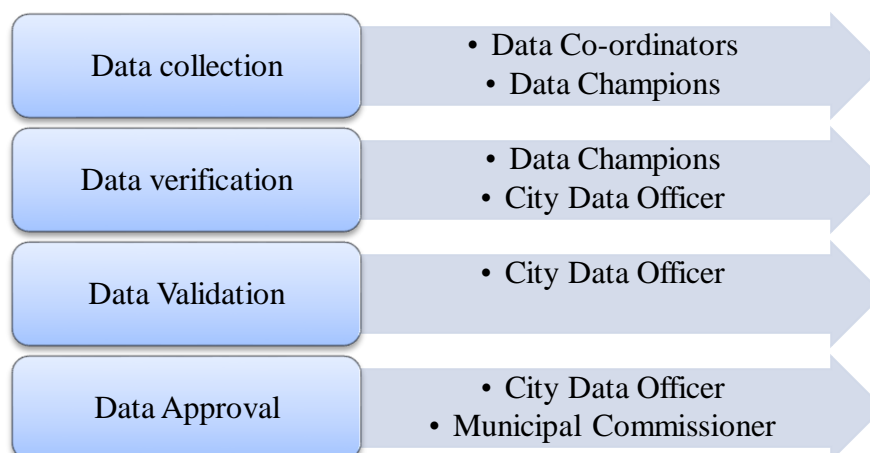 Data collection
• Data Co-ordinators
• Data Champions
Data verification
• Data Champions
• City Data Officer
Data Validation
• City Data Officer
Data Approval
• City Data Officer
• Municipal Commissioner